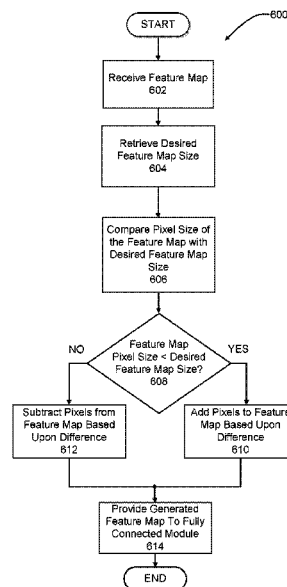 START
600
Receive Feature Map
602
Retrieve Desired
Feature Map Size
604
Compare Pixel Size of
the Feature Map with
Desired Feature Map
Size
606
Feature Map
Pixel Size < Desired
Feature Map Size?
608
NO
YES
Subtract Pixels from
Feature Map Based
Upon Difference
612
Add Pixels to Feature
Map Based Upon
Difference
610
Provide Generated
Feature Map To Fully
Connected Module
614
END